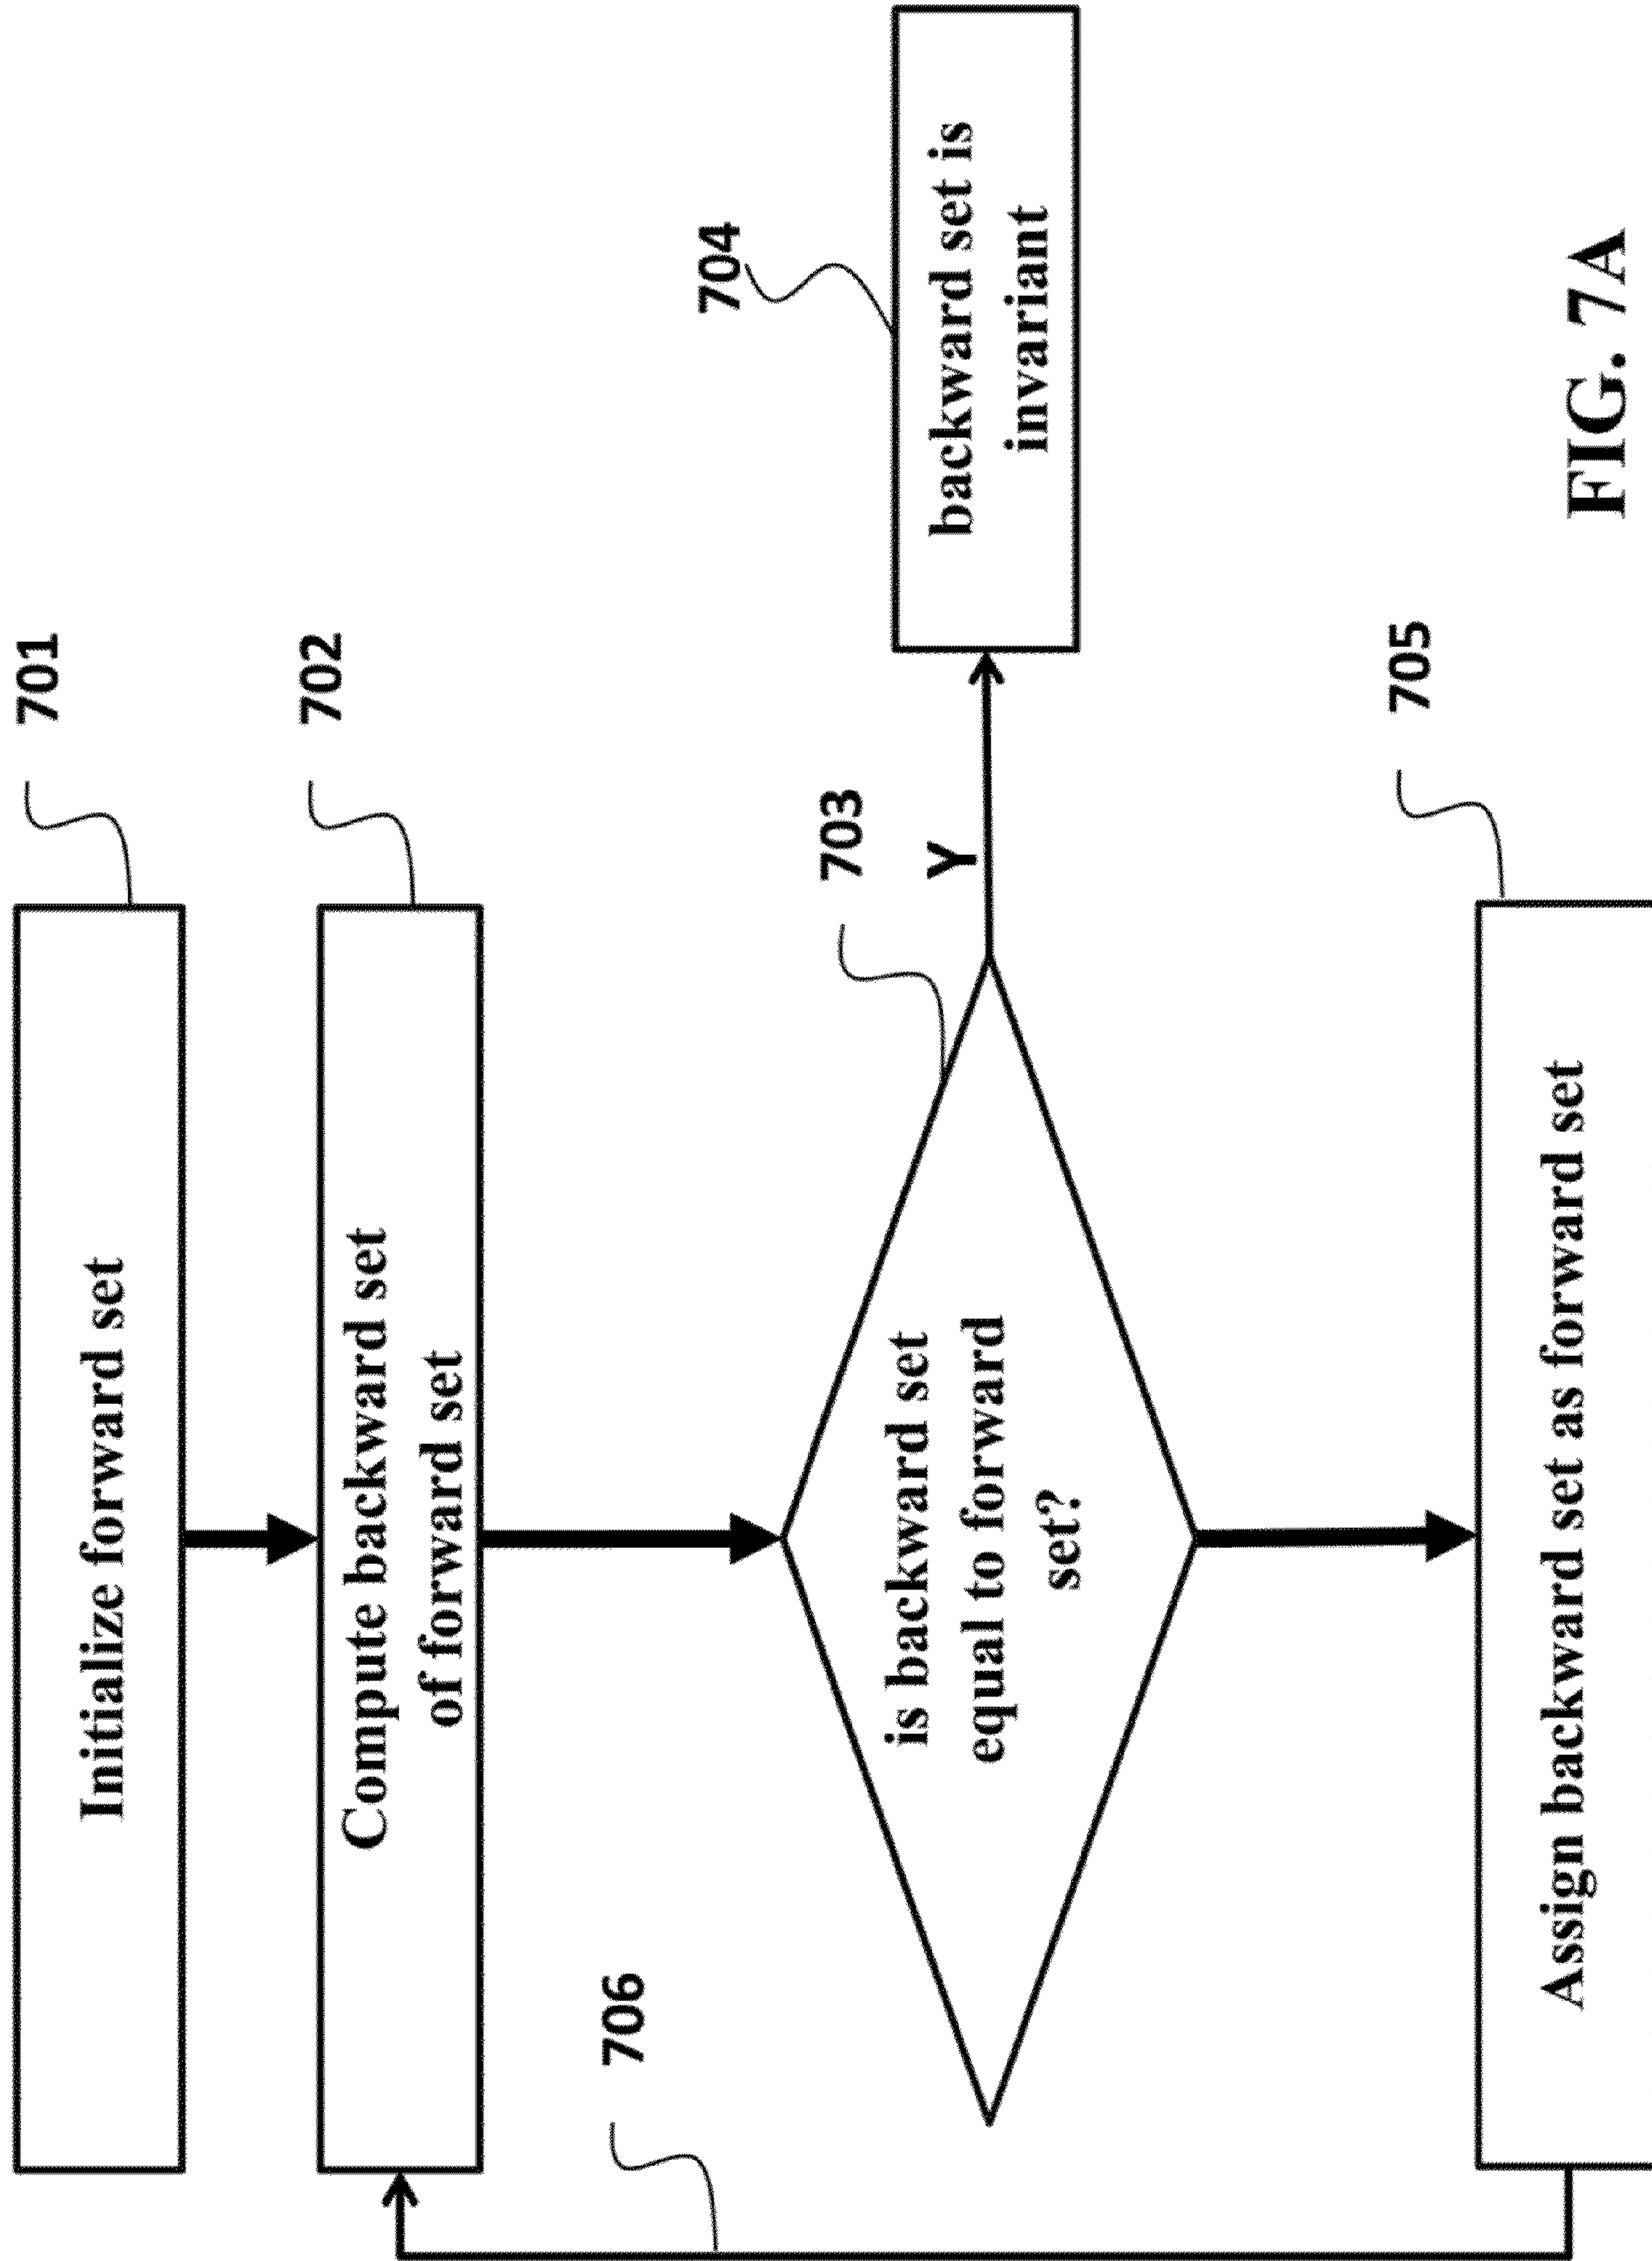 701
Initialize forward set
702
Compute backward set
of forward set
703
is backward set
equal to forward
set?
Y
704
backward set is
invariant
706
705
Assign backward set as forward set
FIG. 7A